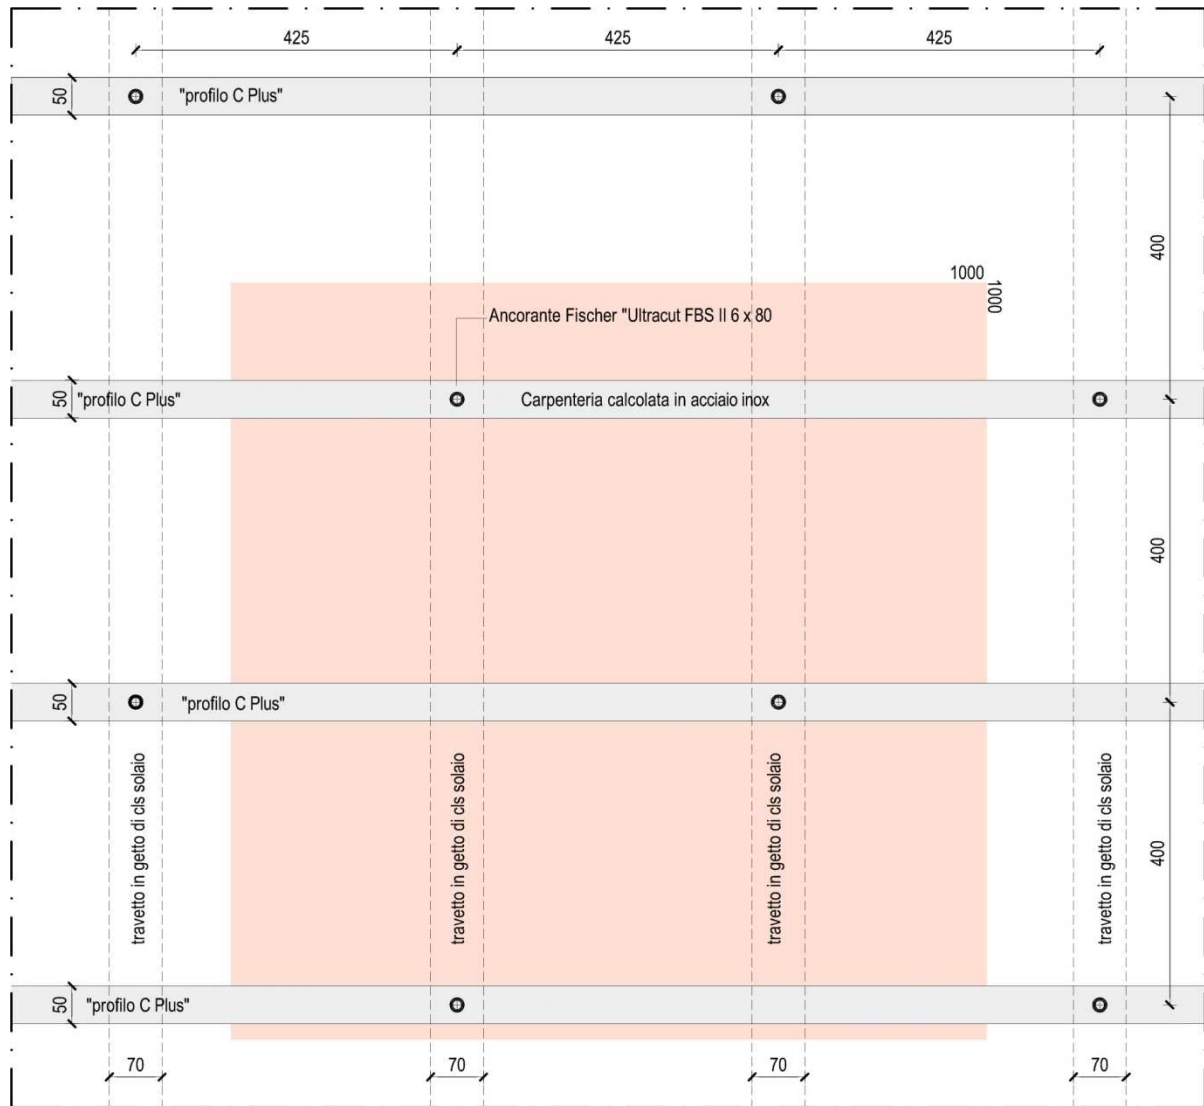 425
425
425
50
"profilo C Plus"
400
1000
1000
Ancorante Fischer "Ultracut FBS II 6 x 80
50
"profilo C Plus"
Carpenteria calcolata in acciaio inox
400
50
"profilo C Plus"
travetto in getto di cls solaio
travetto in getto di cls solaio
travetto in getto di cls solaio
travetto in getto di cls solaio
400
50
"profilo C Plus"
70
70
70
70